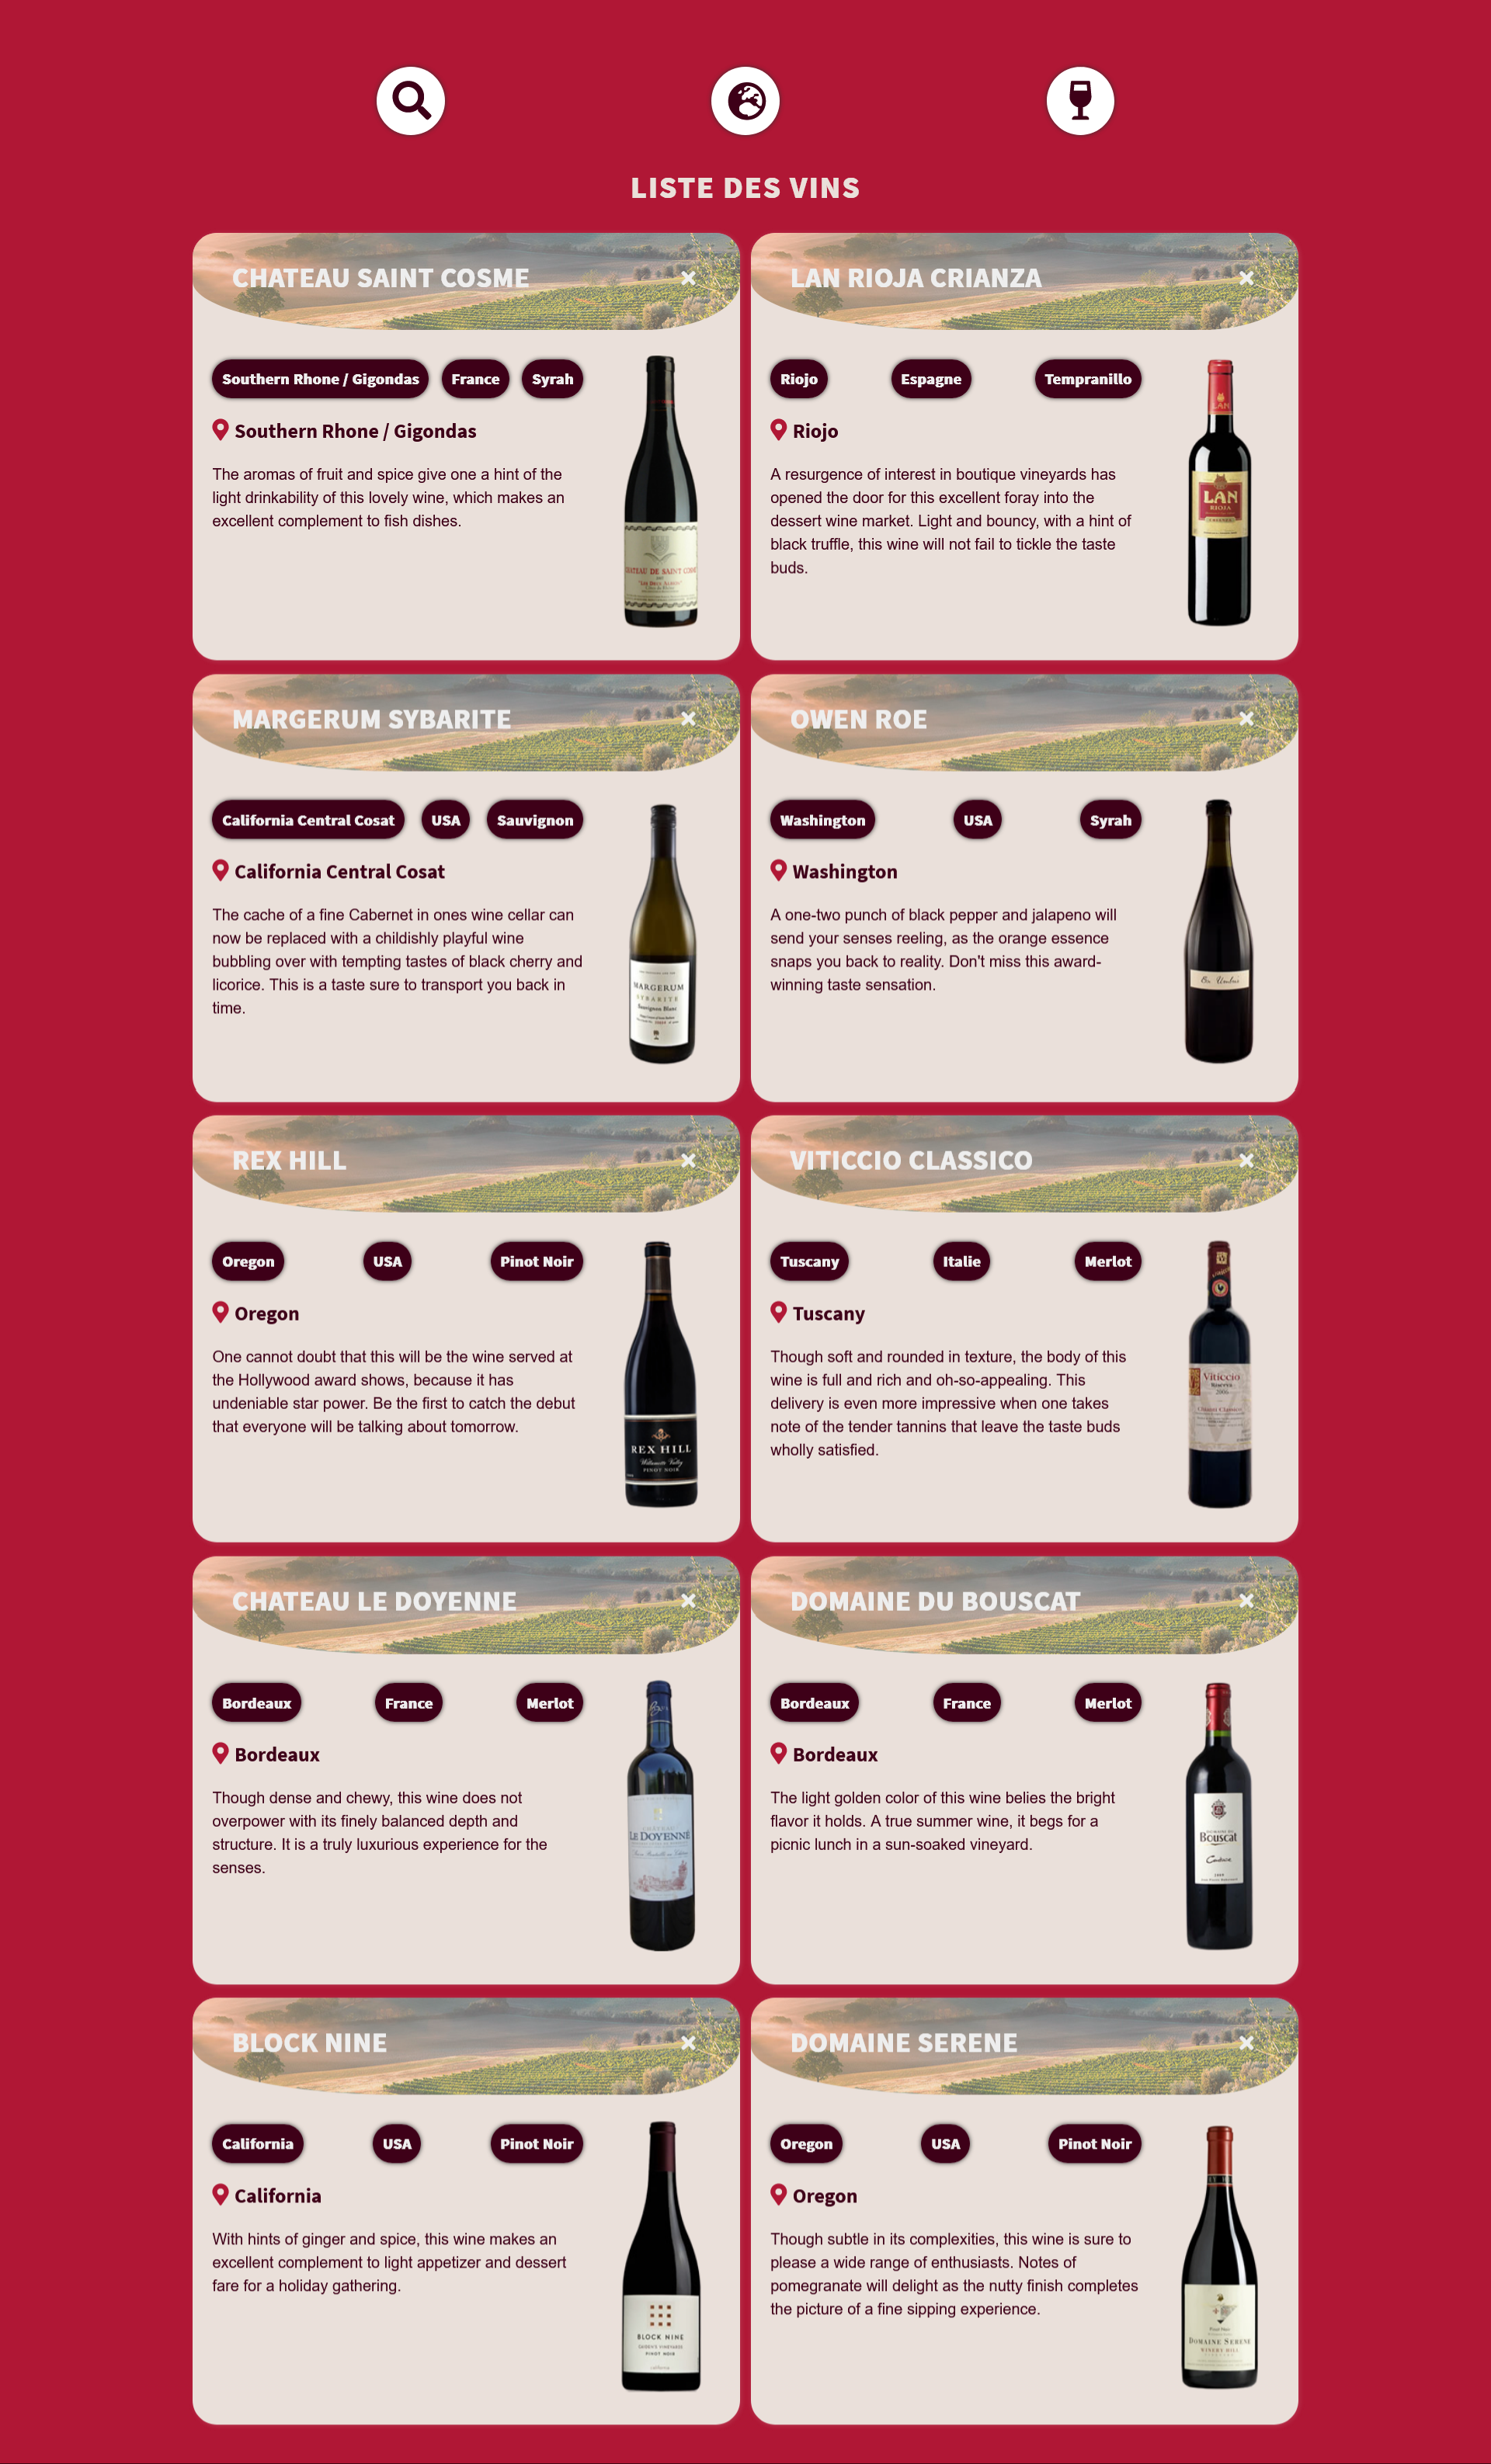 LISTE DES VINS
CHATEAU SAINT COSME
Southern Rhone / Gigondas France Syrah
Southern Rhone / Gigondas
The aromas of fruit and spice give one a hint of the
light drinkability of this lovely wine, which makes an
excellent complement to fish dishes.
CHATEAU DE SAINT COSME
LAN RIOJA CRIANZA
Riojo Espagne Tempranillo
Riojo
A resurgence of interest in boutique vineyards has
opened the door for this excellent foray into the
dessert wine market. Light and bouncy, with a hint of
black truffle, this wine will not fail to tickle the taste
buds.
LAN
LAN
RIOJA
MARGERUM SYBARITE
California Central Cosat USA Sauvignon
California Central Cosat
The cache of a fine Cabernet in ones wine cellar can
now be replaced with a childishly playful wine
bubbling over with tempting tastes of black cherry and
licorice. This is a taste sure to transport you back in
time.
MARGERUM
SYBARITE
Sauvignon Blanc
OWEN ROE
Washington USA Syrah
Washington
A one-two punch of black pepper and jalapeno will
send your senses reeling, as the orange essence
snaps you back to reality. Don't miss this award-
winning taste sensation.
Ex Umbris
REX HILL
Oregon USA Pinot Noir
Oregon
One cannot doubt that this will be the wine served at
the Hollywood award shows, because it has
undeniable star power. Be the first to catch the debut
that everyone will be talking about tomorrow.
REX HILL
Willamette Valley
PINOT NOIR
VITICCIO CLASSICO
Tuscany Italie Merlot
Tuscany
Though soft and rounded in texture, the body of this
wine is full and rich and oh-so-appealing. This
delivery is even more impressive when one takes
note of the tender tannins that leave the taste buds
wholly satisfied.
Viticcio
Riserva
2006
Chianti Classico
CHATEAU LE DOYENNE
Bordeaux France Merlot
Bordeaux
Though dense and chewy, this wine does not
overpower with its finely balanced depth and
structure. It is a truly luxurious experience for the
senses.
CHATEAU
LE DOYENNÉ
DOMAINE DU BOUSCAT
Bordeaux France Merlot
Bordeaux
The light golden color of this wine belies the bright
flavor it holds. A true summer wine, it begs for a
picnic lunch in a sun-soaked vineyard.
DOMAINE DU
Bouscat
2009
BLOCK NINE
California USA Pinot Noir
California
With hints of ginger and spice, this wine makes an
excellent complement to light appetizer and dessert
fare for a holiday gathering.
BLOCK NINE
CAIDEN'S VINEYARDS
PINOT NOIR
california
DOMAINE SERENE
Oregon USA Pinot Noir
Oregon
Though subtle in its complexities, this wine is sure to
please a wide range of enthusiasts. Notes of
pomegranate will delight as the nutty finish completes
the picture of a fine sipping experience.
Pinot Noir
DOMAINE SERENE
WINERY HILL